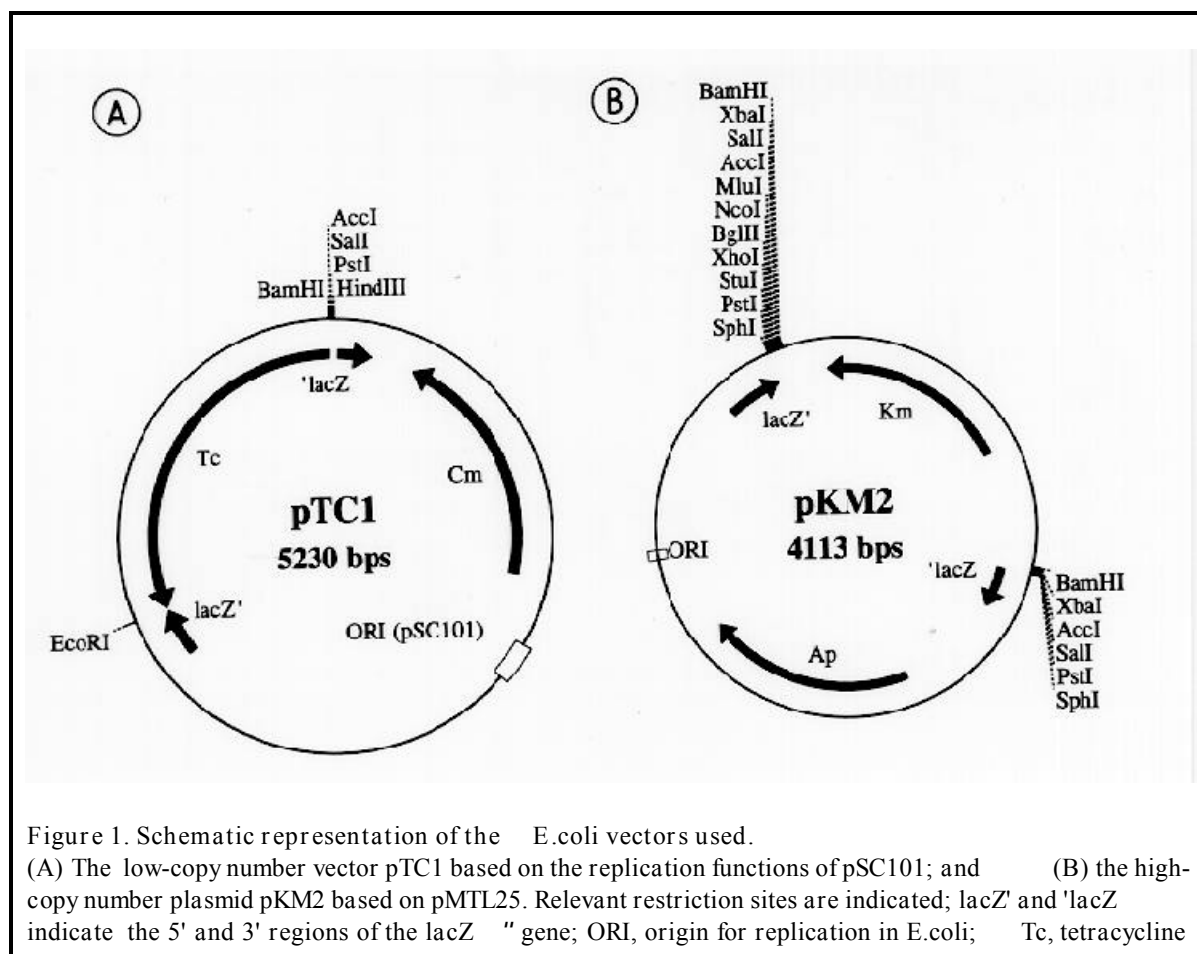 A
B
BamHI
XbaI
SalI
AccI
MluI
NcoI
BglII
XhoI
StuI
PstI
SphI
AccI
SalI
PstI
BamHI HindIII
'lacZ
Tc
Cm
pTC1
5230 bps
lacZ'
EcoRI
ORI (pSC101)
lacZ'
Km
pKM2
4113 bps
ORI
'lacZ
Ap
BamHI
XbaI
AccI
SalI
PstI
SphI
Figure 1. Schematic representation of the E.coli vectors used.
(A) The low-copy number vector pTC1 based on the replication functions of pSC101; and (B) the high-
copy number plasmid pKM2 based on pMTL25. Relevant restriction sites are indicated; lacZ' and 'lacZ
indicate the 5' and 3' regions of the lacZ " gene; ORI, origin for replication in E.coli; Tc, tetracycline